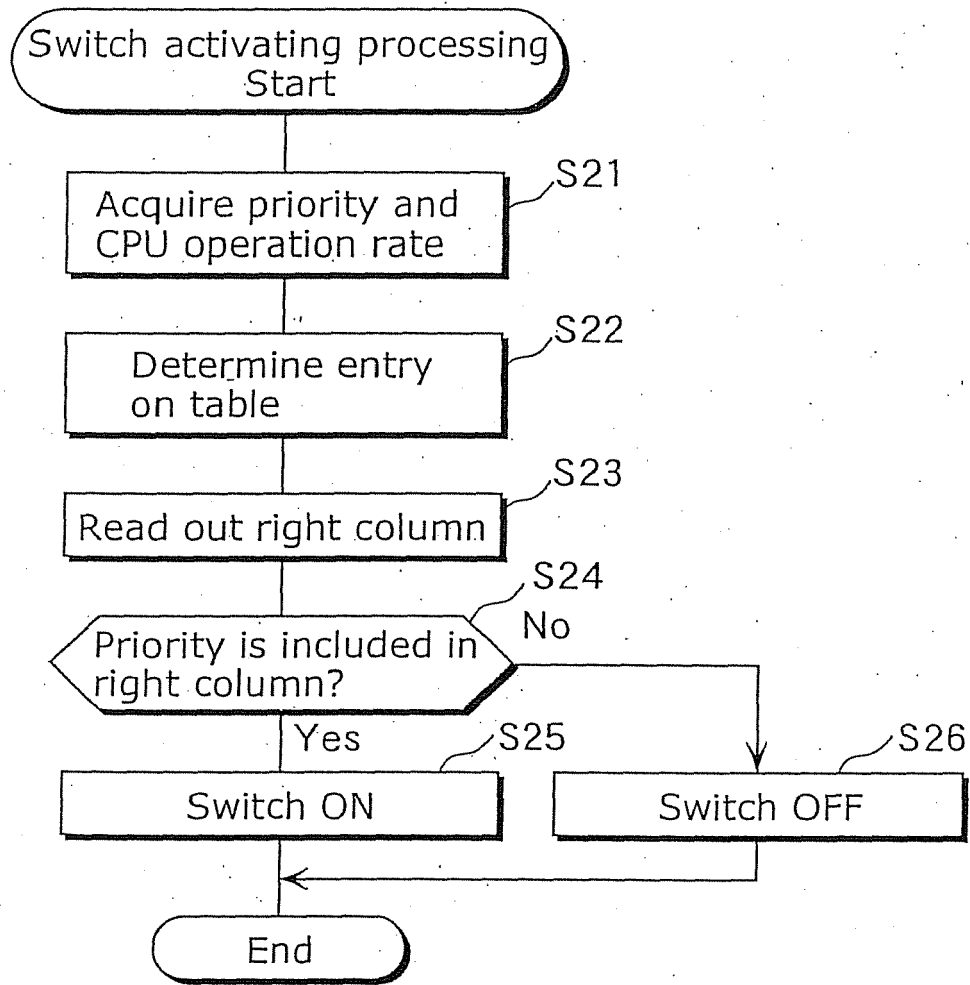 Switch activating processing
Start
S21
Acquire priority and
CPU operation rate
S22
Determine entry
on table
S23
Read out right column
S24
Priority is included in
right column?
No
Yes
S25
Switch ON
S26
Switch OFF
End